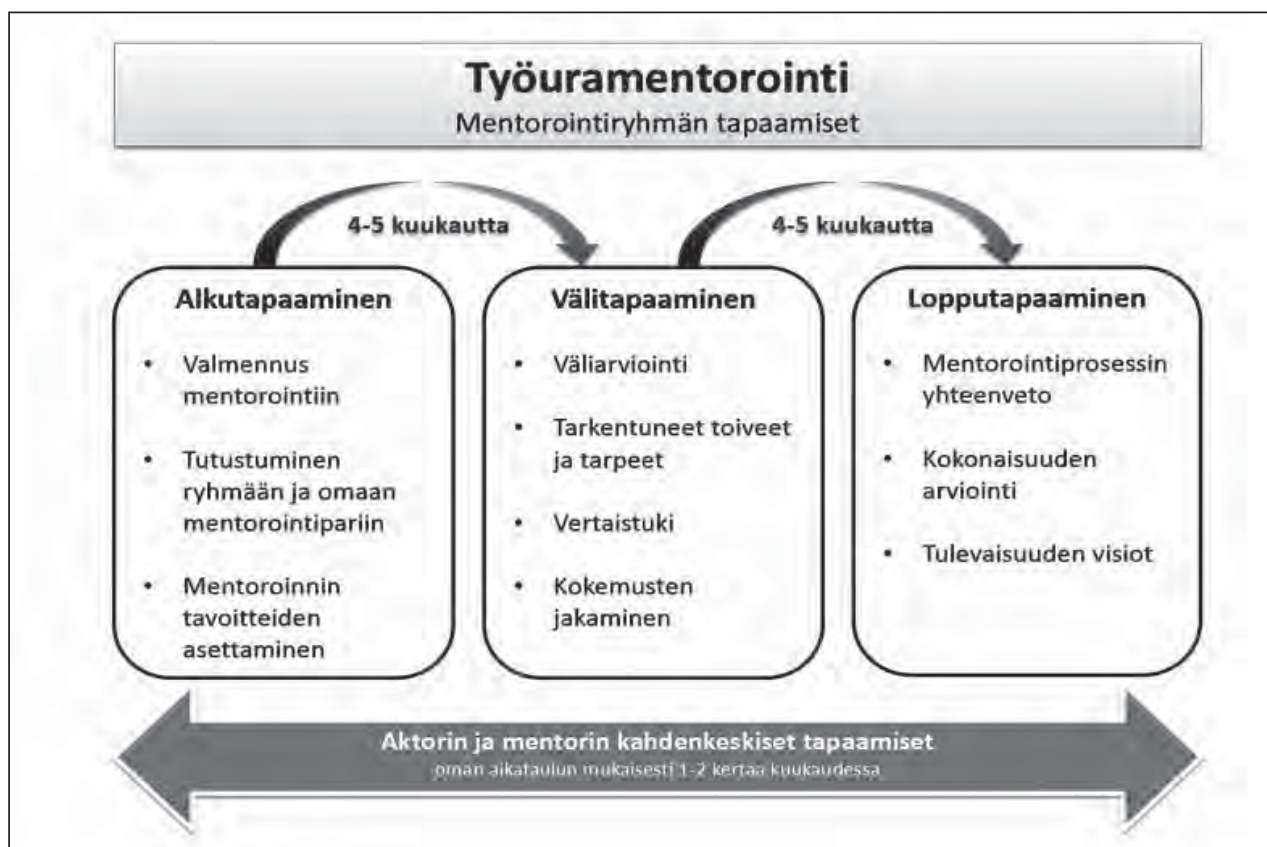 Työuramentorointi
Mentorointiryhmän tapaamiset
4-5 kuukautta
4-5 kuukautta
Alkutapaaminen
• Valmennus
mentorointiin
• Tutustuminen
ryhmään ja omaan
mentorointipariin
• Mentoroinnin
tavoitteiden
asettaminen
Välitapaaminen
• Väliarviointi
• Tarkentuneet toiveet
ja tarpeet
• Vertaistuki
• Kokemusten
jakaminen
Lopputapaaminen
• Mentorointiprosessin
yhteenveto
• Kokonaisuuden
arviointi
• Tulevaisuuden visiot
Aktorin ja mentorin kahdenkeskiset tapaamiset
oman aikataulun mukaisesti 1-2 kertaa kuukaudessa